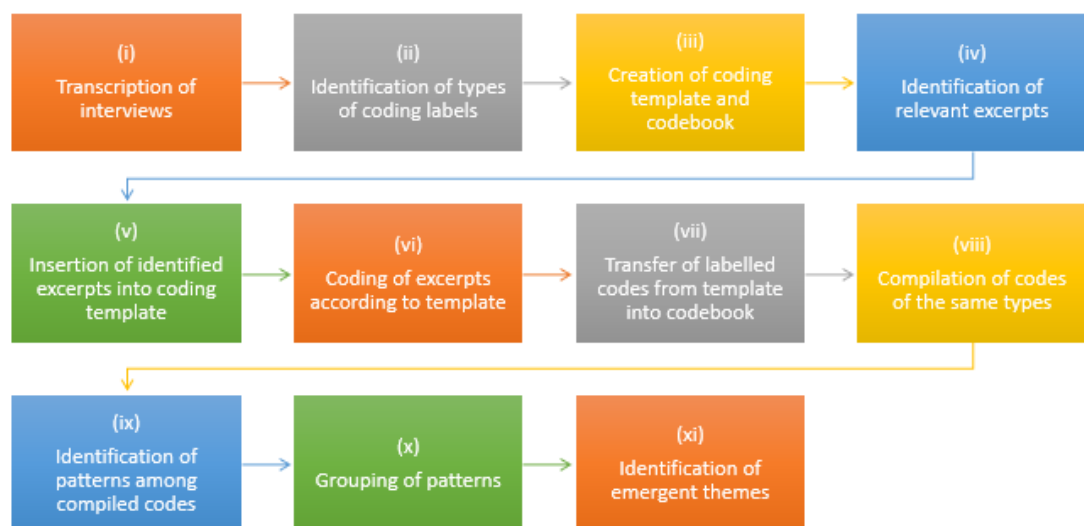 (i)
Transcription of
interviews
(ii)
Identification of types
of coding labels
(iii)
Creation of coding
template and
codebook
(iv)
Identification of
relevant excerpts
(v)
Insertion of identified
excerpts into coding
template
(vi)
Coding of excerpts
according to template
(vii)
Transfer of labelled
codes from template
into codebook
(viii)
Compilation of codes
of the same types
(ix)
Identification of
patterns among
compiled codes
(x)
Grouping of patterns
(xi)
Identification of
emergent themes